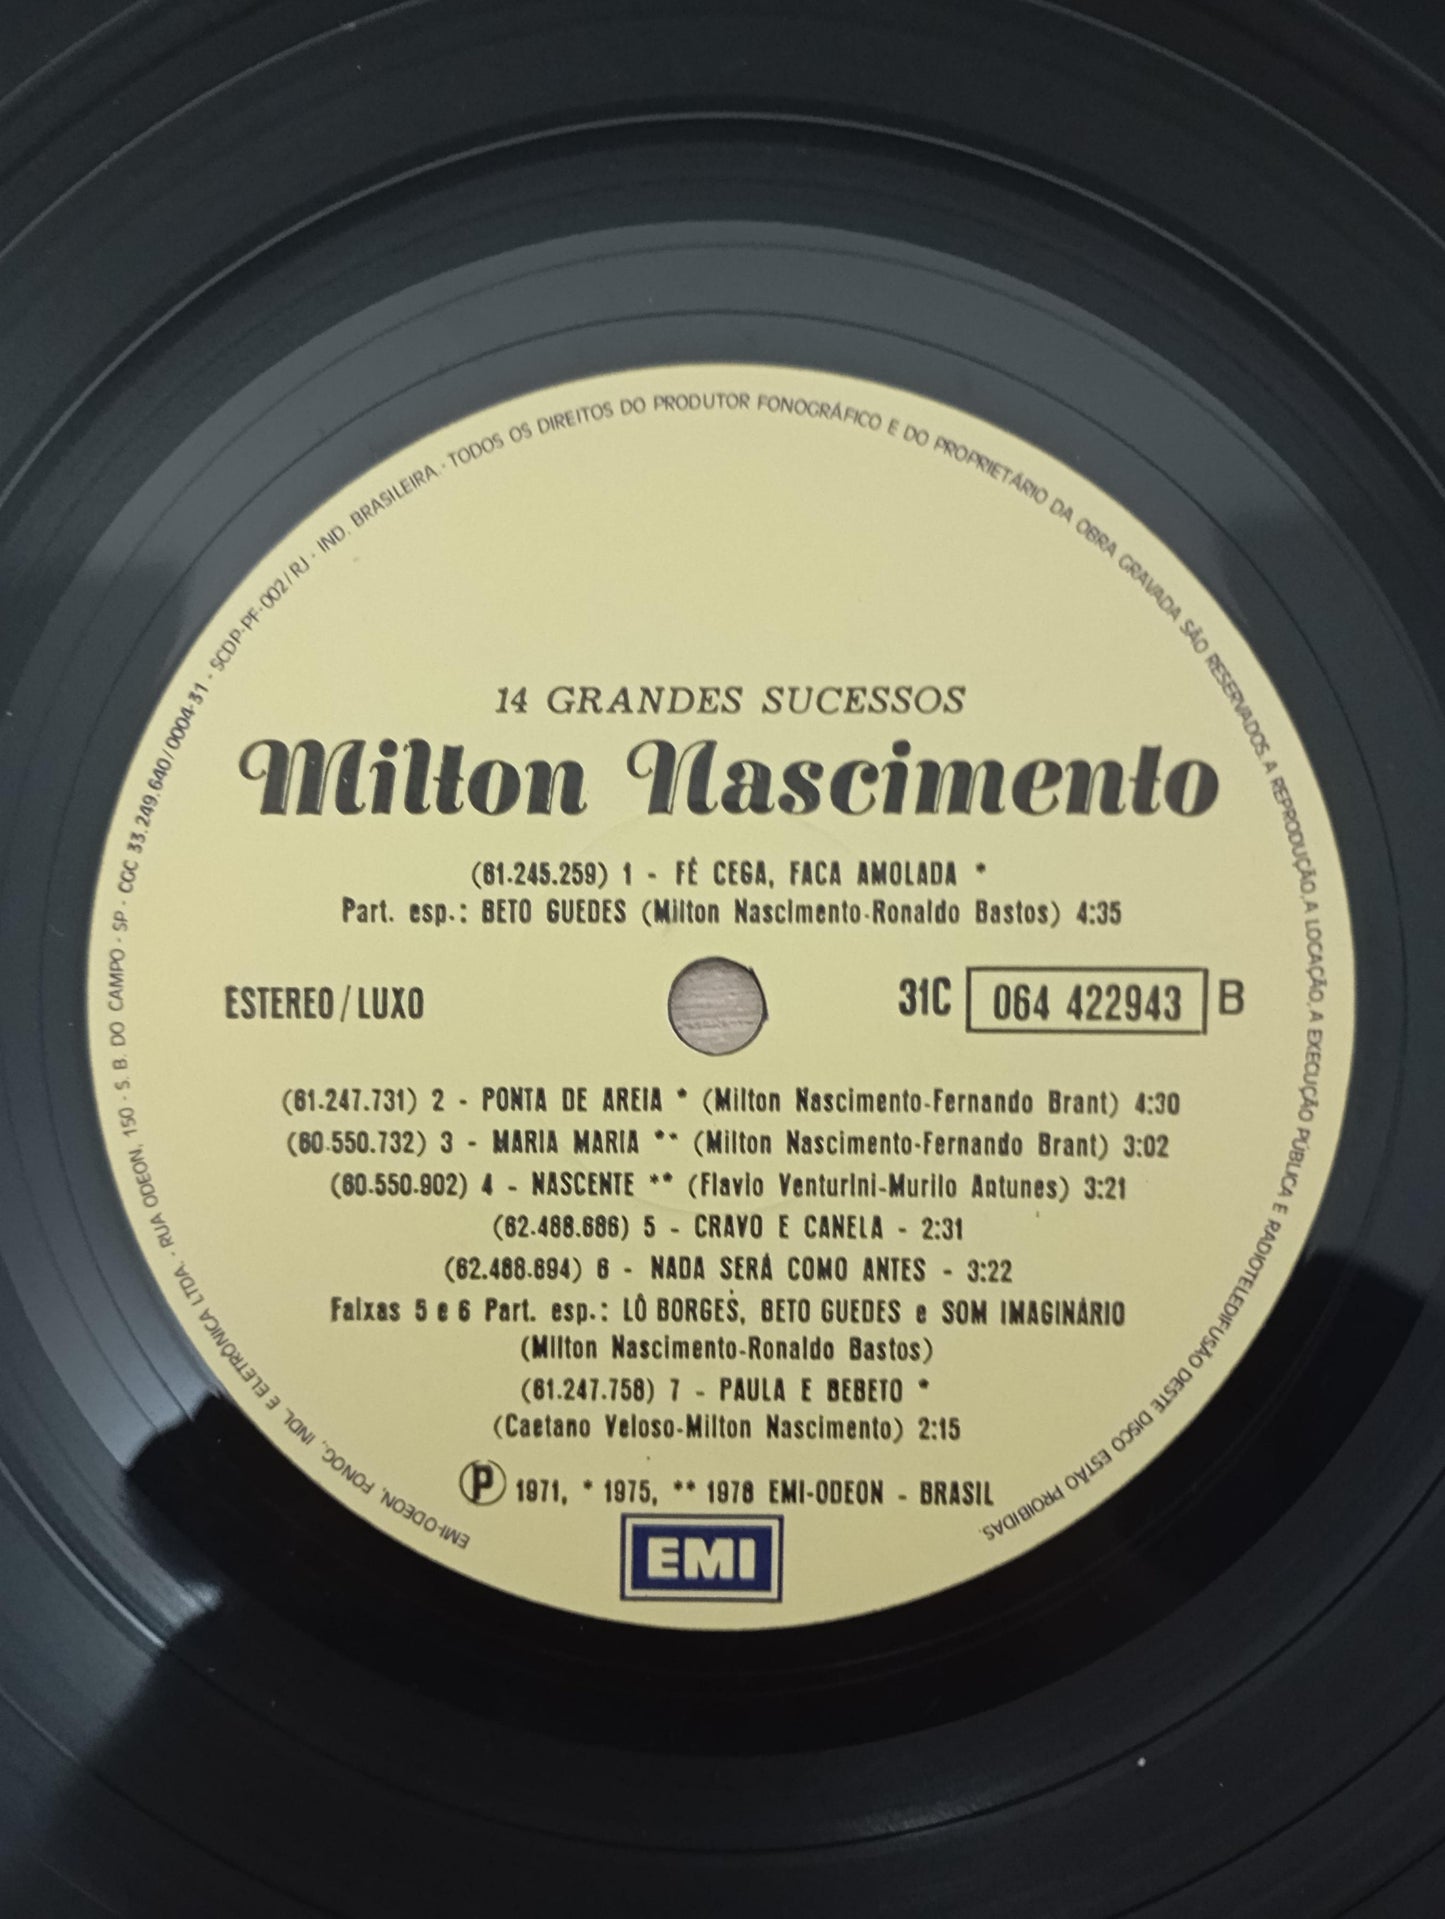 EMI-ODEON, FONOG., INDL. E ELETRÔNICA LTDA. · RUA ODEON, 150 · S. B. DO CAMPO · SP · CGC 33.249.640/0004-31 · SCDP-PF-002/RJ · IND. BRASILEIRA · TODOS OS DIREITOS DO PRODUTOR FONOGRÁFICO E DO PROPRIETÁRIO DA OBRA GRAVADA SÃO RESERVADOS. A REPRODUÇÃO, A LOCAÇÃO, A EXECUÇÃO PÚBLICA E RADIOTELEDIFUSÃO DESTE DISCO ESTÃO PROIBIDAS.
14 GRANDES SUCESSOS
Milton Nascimento
(61.245.259) 1 - FÉ CEGA, FACA AMOLADA *
Part. esp.: BETO GUEDES (Milton Nascimento-Ronaldo Bastos) 4:35
ESTEREO/LUXO 31C 064 422943 B
(61.247.731) 2 - PONTA DE AREIA * (Milton Nascimento-Fernando Brant) 4:30
(60.550.732) 3 - MARIA MARIA ** (Milton Nascimento-Fernando Brant) 3:02
(60.550.902) 4 - NASCENTE ** (Flavio Venturini-Murilo Antunes) 3:21
(62.488.686) 5 - CRAVO E CANELA - 2:31
(62.488.694) 6 - NADA SERÁ COMO ANTES - 3:22
Faixas 5 e 6 Part. esp.: LÔ BORGES, BETO GUEDES e SOM IMAGINÁRIO
(Milton Nascimento-Ronaldo Bastos)
(61.247.758) 7 - PAULA E BEBETO *
(Caetano Veloso-Milton Nascimento) 2:15
Ⓟ 1971, * 1975, ** 1978 EMI-ODEON - BRASIL
EMI